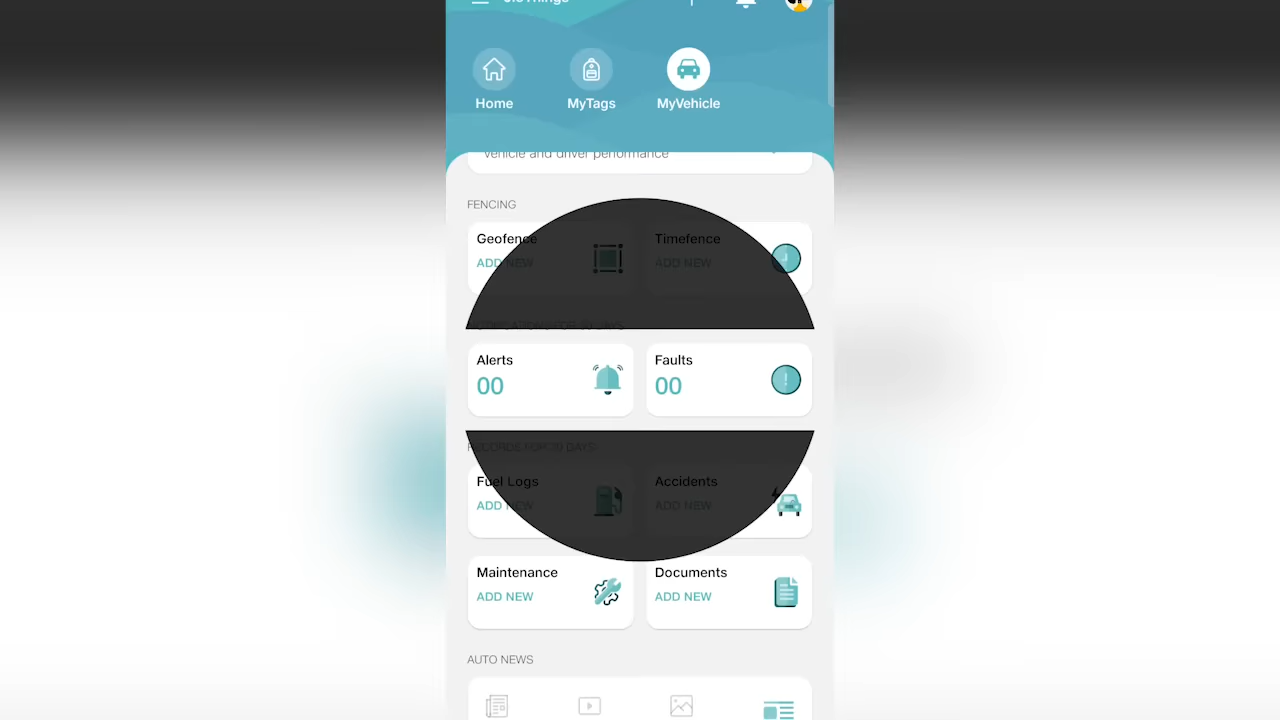 Home MyTags MyVehicle
vehicle and driver performance
FENCING
Geofence Timefence
ADD NEW ADD NEW
Alerts Faults
00 00
Fuel Logs Accidents
ADD NEW ADD NEW
Maintenance Documents
ADD NEW ADD NEW
AUTO NEWS